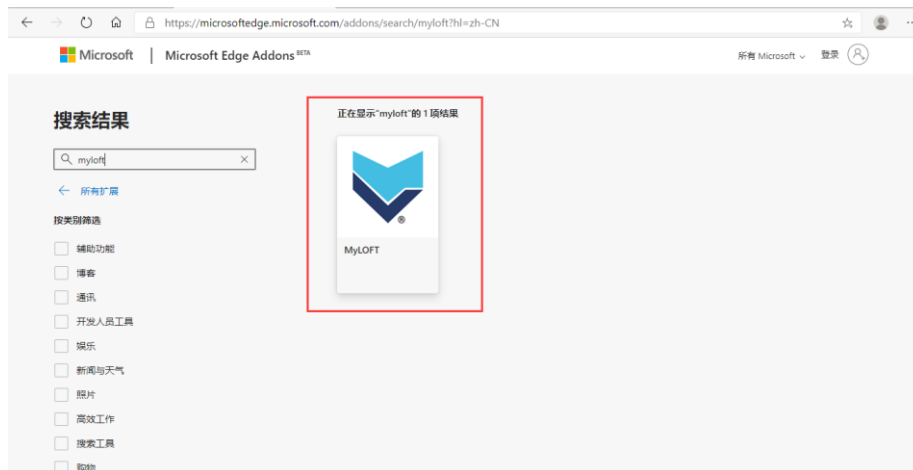 https://microsoftedge.microsoft.com/addons/search/myloft?hl=zh-CN
Microsoft | Microsoft Edge Addons BETA
所有 Microsoft
登录
搜索结果
myloft
所有扩展
按类别筛选
辅助功能
博客
通讯
开发人员工具
娱乐
新闻与天气
照片
高效工作
搜索工具
购物
正在显示"myloft"的 1 项结果
®
MyLOFT